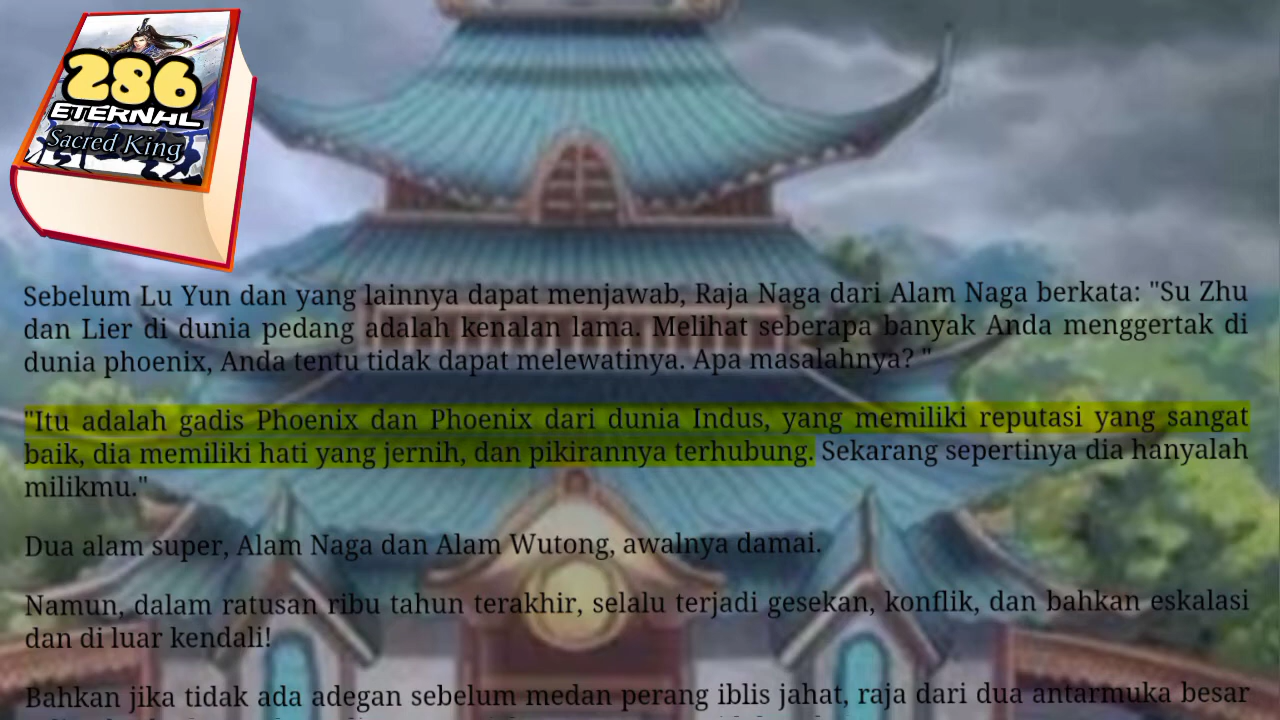 286
ETERNAL
Sacred King
Sebelum Lu Yun dan yang lainnya dapat menjawab, Raja Naga dari Alam Naga berkata: "Su Zhu
dan Lier di dunia pedang adalah kenalan lama. Melihat seberapa banyak Anda menggertak di
dunia phoenix, Anda tentu tidak dapat melewatinya. Apa masalahnya? "
"Itu adalah gadis Phoenix dan Phoenix dari dunia Indus, yang memiliki reputasi yang sangat
baik, dia memiliki hati yang jernih, dan pikirannya terhubung. Sekarang sepertinya dia hanyalah
milikmu."
Dua alam super, Alam Naga dan Alam Wutong, awalnya damai.
Namun, dalam ratusan ribu tahun terakhir, selalu terjadi gesekan, konflik, dan bahkan eskalasi
dan di luar kendali!
Bahkan jika tidak ada adegan sebelum medan perang iblis jahat, raja dari dua antarmuka besar